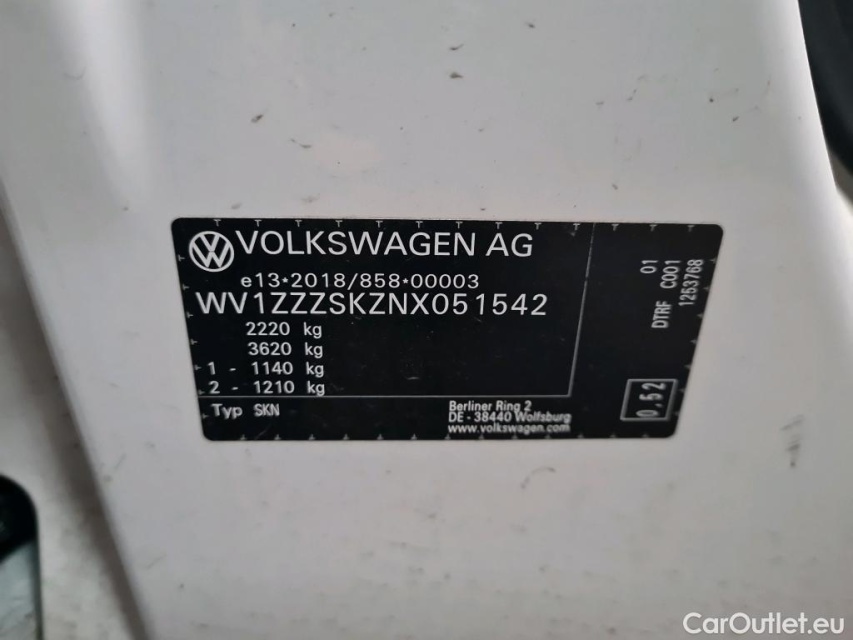 VOLKSWAGEN AG
e13*2018/858*00003
WV1ZZZSKZNX051542
2220 kg
3620 kg
1 - 1140 kg
2 - 1210 kg
Typ SKN
Berliner Ring 2
DE - 38440 Wolfsburg
www.volkswagen.com
01
DTRF C001
1263768
0.52
CarOutlet.eu